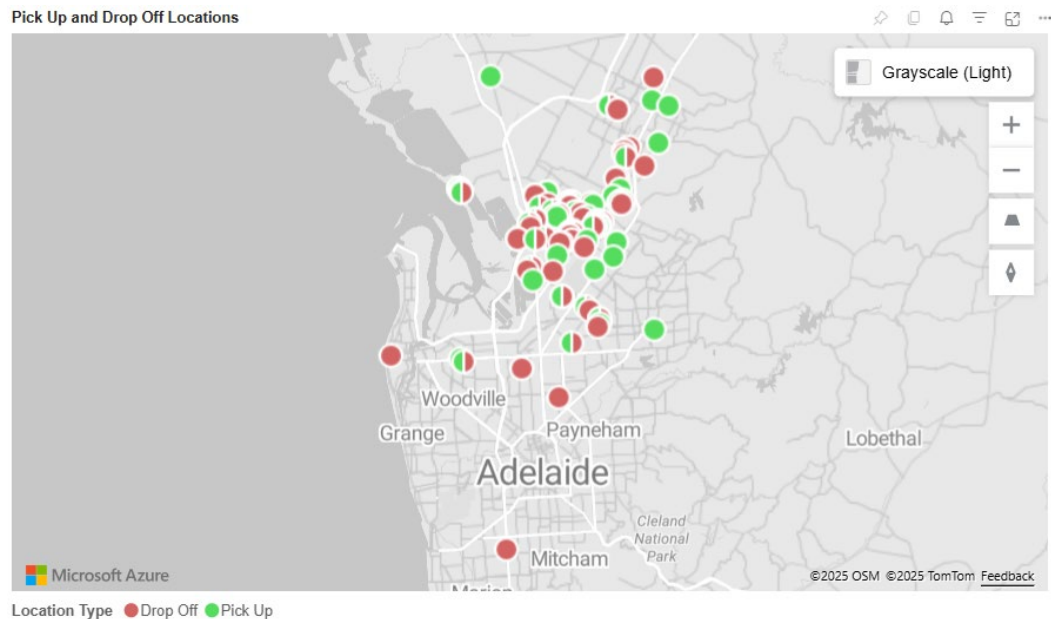 Pick Up and Drop Off Locations
Grayscale (Light)
Woodville
Grange
Payneham
Lobethal
Adelaide
Cleland
National
Park
Mitcham
Marion
Microsoft Azure
©2025 OSM ©2025 TomTom Feedback
Location Type Drop Off Pick Up